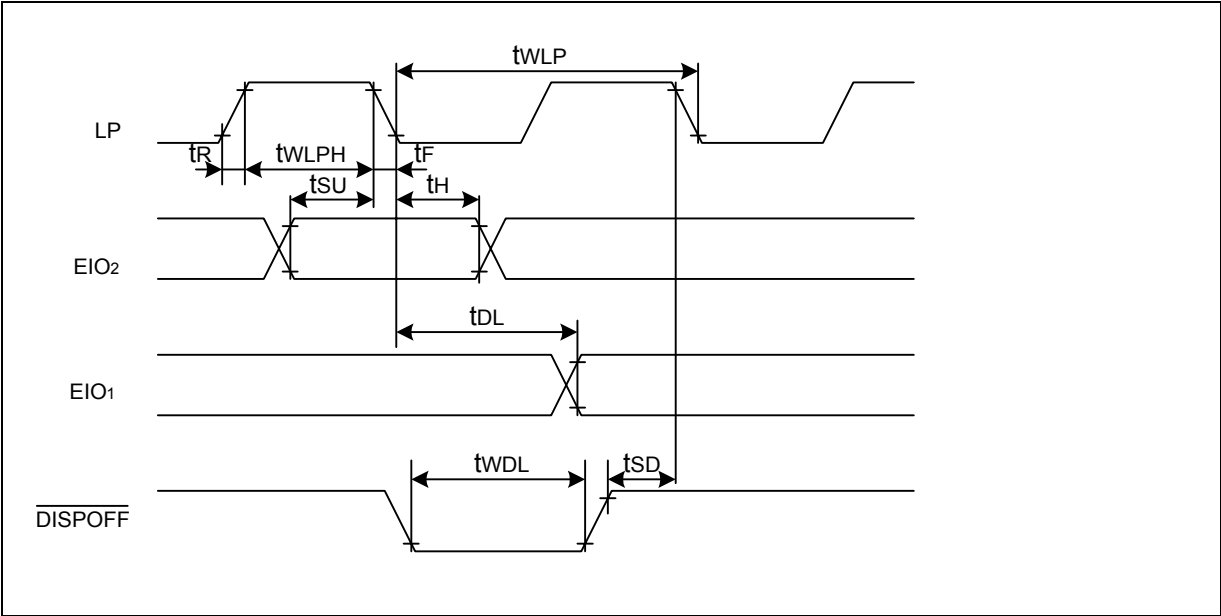 tWLP
LP
tR
tWLPH
tF
tSU
tH
EIO2
tDL
EIO1
tWDL
tSD
DISPOFF